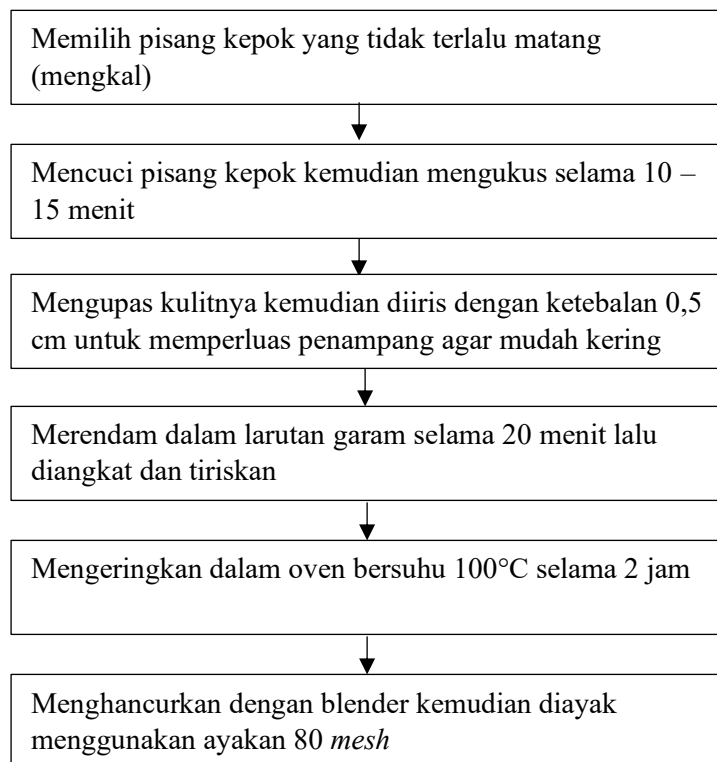 Memilih pisang kepok yang tidak terlalu matang
(mengkal)
Mencuci pisang kepok kemudian mengukus selama 10 –
15 menit
Mengupas kulitnya kemudian diiris dengan ketebalan 0,5
cm untuk memperluas penampang agar mudah kering
Merendam dalam larutan garam selama 20 menit lalu
diangkat dan tiriskan
Mengeringkan dalam oven bersuhu 100°C selama 2 jam
Menghancurkan dengan blender kemudian diayak
menggunakan ayakan 80 mesh